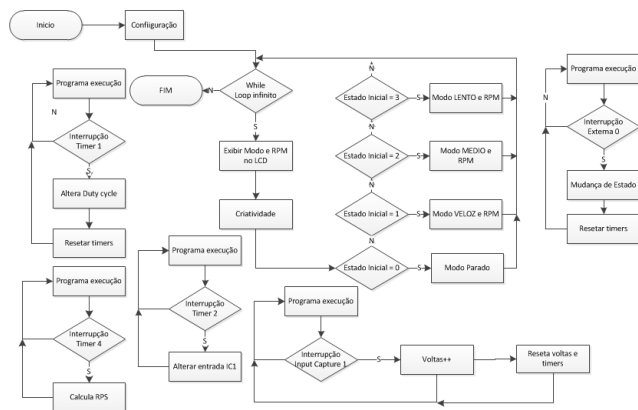 Inicio
Confiiguração
Programa execução
N
Interrupção
Timer 1
S
Altera Duty cycle
Resetar timers
FIM
N
While
Loop infinito
S
Exibir Modo e RPM
no LCD
Criatividade
N
Estado Inicial = 3
S
Modo LENTO e RPM
N
Estado Inicial = 2
S
Modo MEDIO e
RPM
N
Estado Inicial = 1
S
Modo VELOZ e RPM
N
Estado Inicial = 0
S
Modo Parado
Programa execução
N
Interrupção
Externa 0
S
Mudança de Estado
Resetar timers
Programa execução
Interrupção
Timer 4
S
Calcula RPS
Programa execução
Interrupção
Timer 2
S
Alterar entrada IC1
Programa execução
Interrupção
Input Capture 1
S
Voltas++
Reseta voltas e
timers